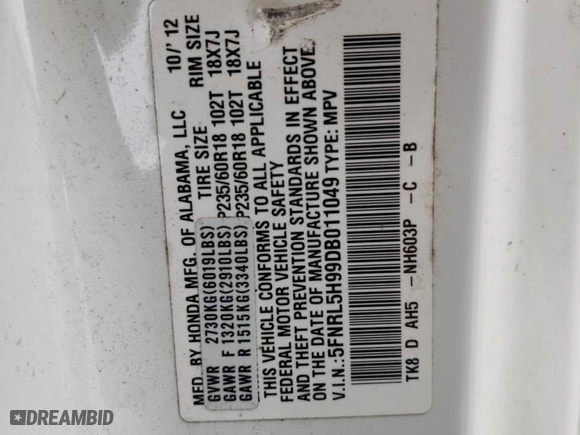 MED. BY HONDA MFG. OF ALABAMA, LLC 10/'12
TIRE SIZE RIM SIZE
GVWR 2730KG(6019LBS)
GAWR F 1320KG(2910LBS) P235/60R18 102T 18X7J
GAWR R 1515KG(3340LBS) P235/60R18 102T 18X7J
THIS VEHICLE CONFORMS TO ALL APPLICABLE
FEDERAL MOTOR VEHICLE SAFETY
AND THEFT PREVENTION STANDARDS IN EFFECT
ON THE DATE OF MANUFACTURE SHOWN ABOVE.
V.I.N.: 5FNRL5H99DB011049 TYPE: MPV
TK8 D AH5 -NH603P -C -B
DREAMBID